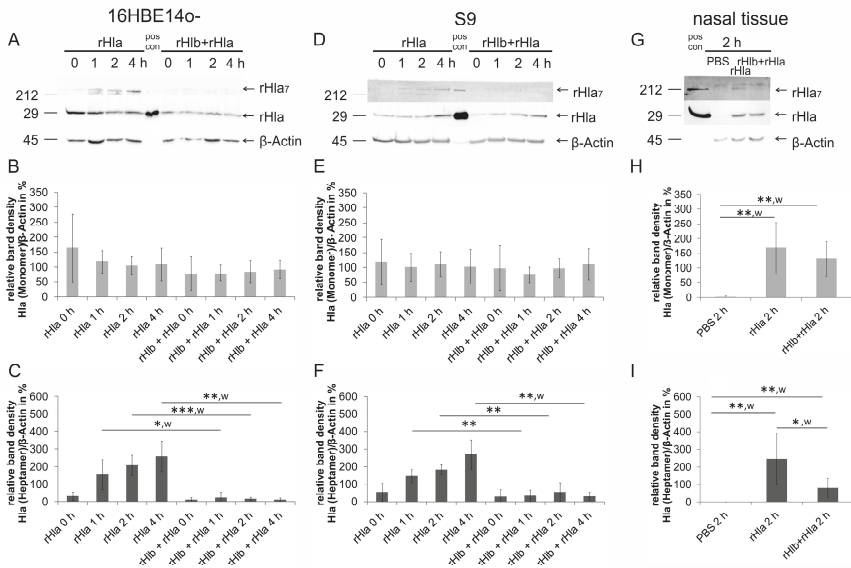 16HBE14o-
S9
nasal tissue
A
rHla
pos con
rHlb+rHla
0 1 2 4 h 0 1 2 4 h
212
29
45
← rHla₇
← rHla
← β-Actin
D
rHla
pos con
rHlb+rHla
0 1 2 4 h 0 1 2 4 h
212
29
45
← rHla₇
← rHla
← β-Actin
G
pos con
2 h
PBS rHlb+rHla
rHla
212
29
45
← rHla₇
← rHla
← β-Actin
B
relative band density
Hla (Monomer)/β-Actin in %
350
300
250
200
150
100
50
0
rHla 0 h
rHla 1 h
rHla 2 h
rHla 4 h
rHlb + rHla 0 h
rHlb + rHla 1 h
rHlb + rHla 2 h
rHlb + rHla 4 h
E
relative band density
Hla (Monomer)/β-Actin in %
350
300
250
200
150
100
50
0
rHla 0 h
rHla 1 h
rHla 2 h
rHla 4 h
rHlb + rHla 0 h
rHlb + rHla 1 h
rHlb + rHla 2 h
rHlb + rHla 4 h
H
relative band density
Hla (Monomer)/β-Actin in %
350
300
250
200
150
100
50
0
**,w
**,w
PBS 2 h
rHla 2 h
rHlb+rHla 2 h
C
relative band density
Hla (Heptamer)/β-Actin in %
600
500
400
300
200
100
0
**,w
***,w
*,w
rHla 0 h
rHla 1 h
rHla 2 h
rHla 4 h
rHlb + rHla 0 h
rHlb + rHla 1 h
rHlb + rHla 2 h
rHlb + rHla 4 h
F
relative band density
Hla (Heptamer)/β-Actin in %
600
500
400
300
200
100
0
**,w
**
**
rHla 0 h
rHla 1 h
rHla 2 h
rHla 4 h
rHlb + rHla 0 h
rHlb + rHla 1 h
rHlb + rHla 2 h
rHlb + rHla 4 h
I
relative band density
Hla (Heptamer)/β-Actin in %
600
500
400
300
200
100
0
**,w
**,w
*,w
PBS 2 h
rHla 2 h
rHlb+rHla 2 h